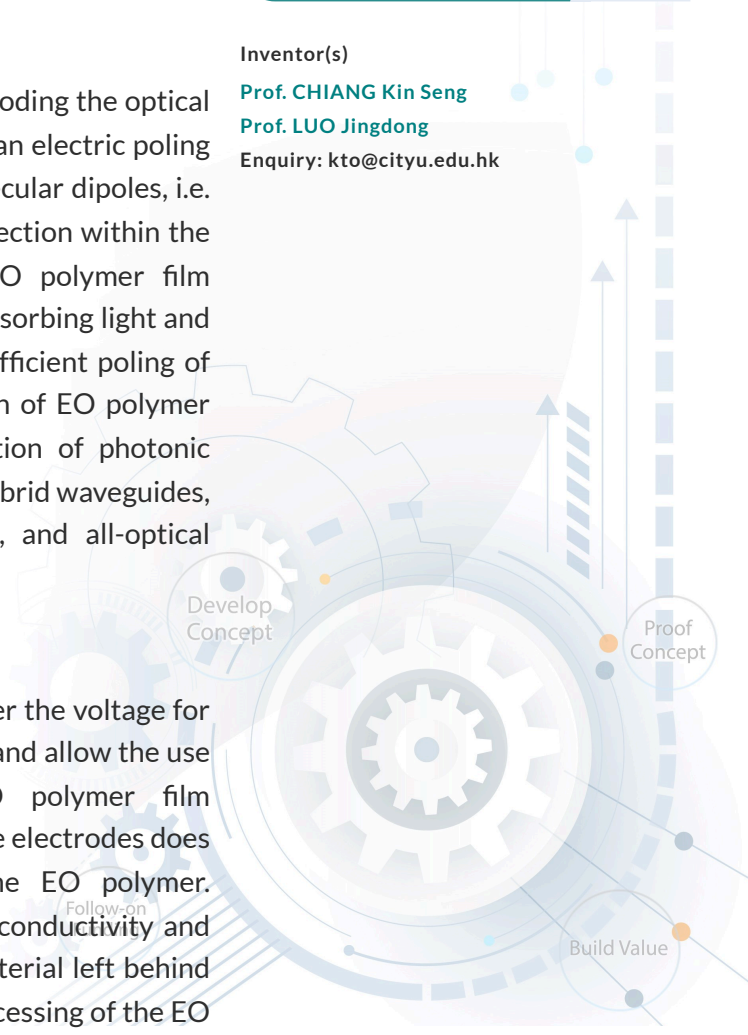 Inventor(s)
Prof. CHIANG Kin Seng
Prof. LUO Jingdong
Enquiry: kto@cityu.edu.hk
oding the optical
an electric poling
cular dipoles, i.e.
ection within the
O polymer film
sorbing light and
fficient poling of
n of EO polymer
tion of photonic
brid waveguides,
, and all-optical
er the voltage for
and allow the use
polymer film
e electrodes does
he EO polymer.
conductivity and
terial left behind
cessing of the EO
Develop
Concept
Proof
Concept
Follow-on
Build Value